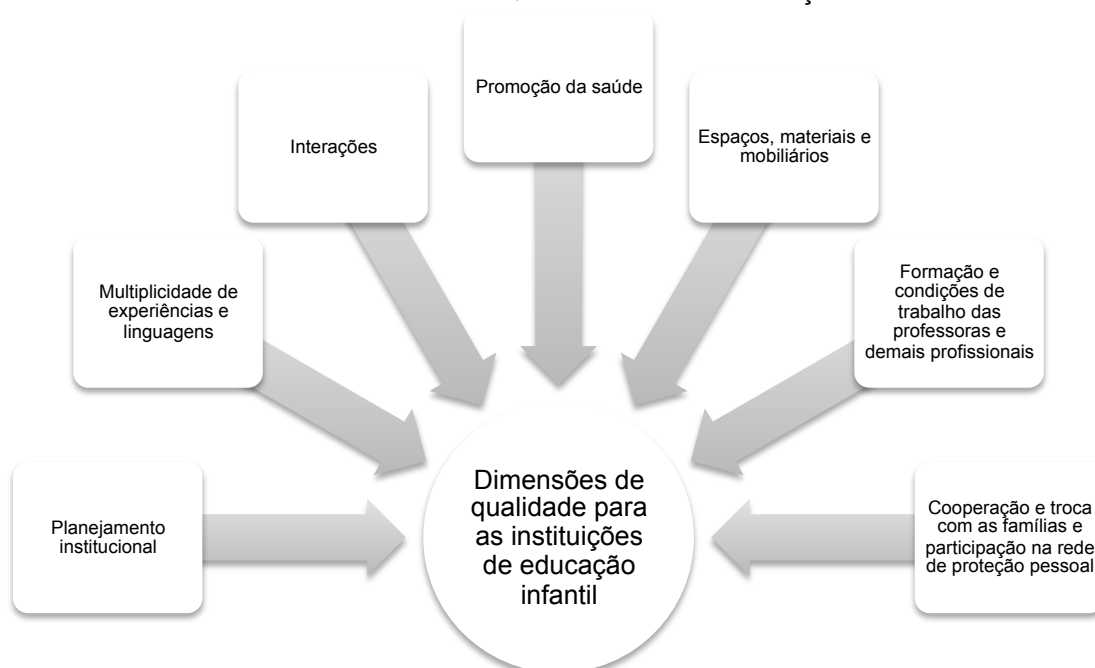 Promoção da saúde
Interações
Espaços, materiais e
mobiliários
Multiplicidade de
experiências e
linguagens
Formação e
condições de
trabalho das
professoras e
demais profissionais
Planejamento
institucional
Dimensões de
qualidade para
as instituições
de educação
infantil
Cooperação e troca
com as famílias e
participação na rede
de proteção pessoal